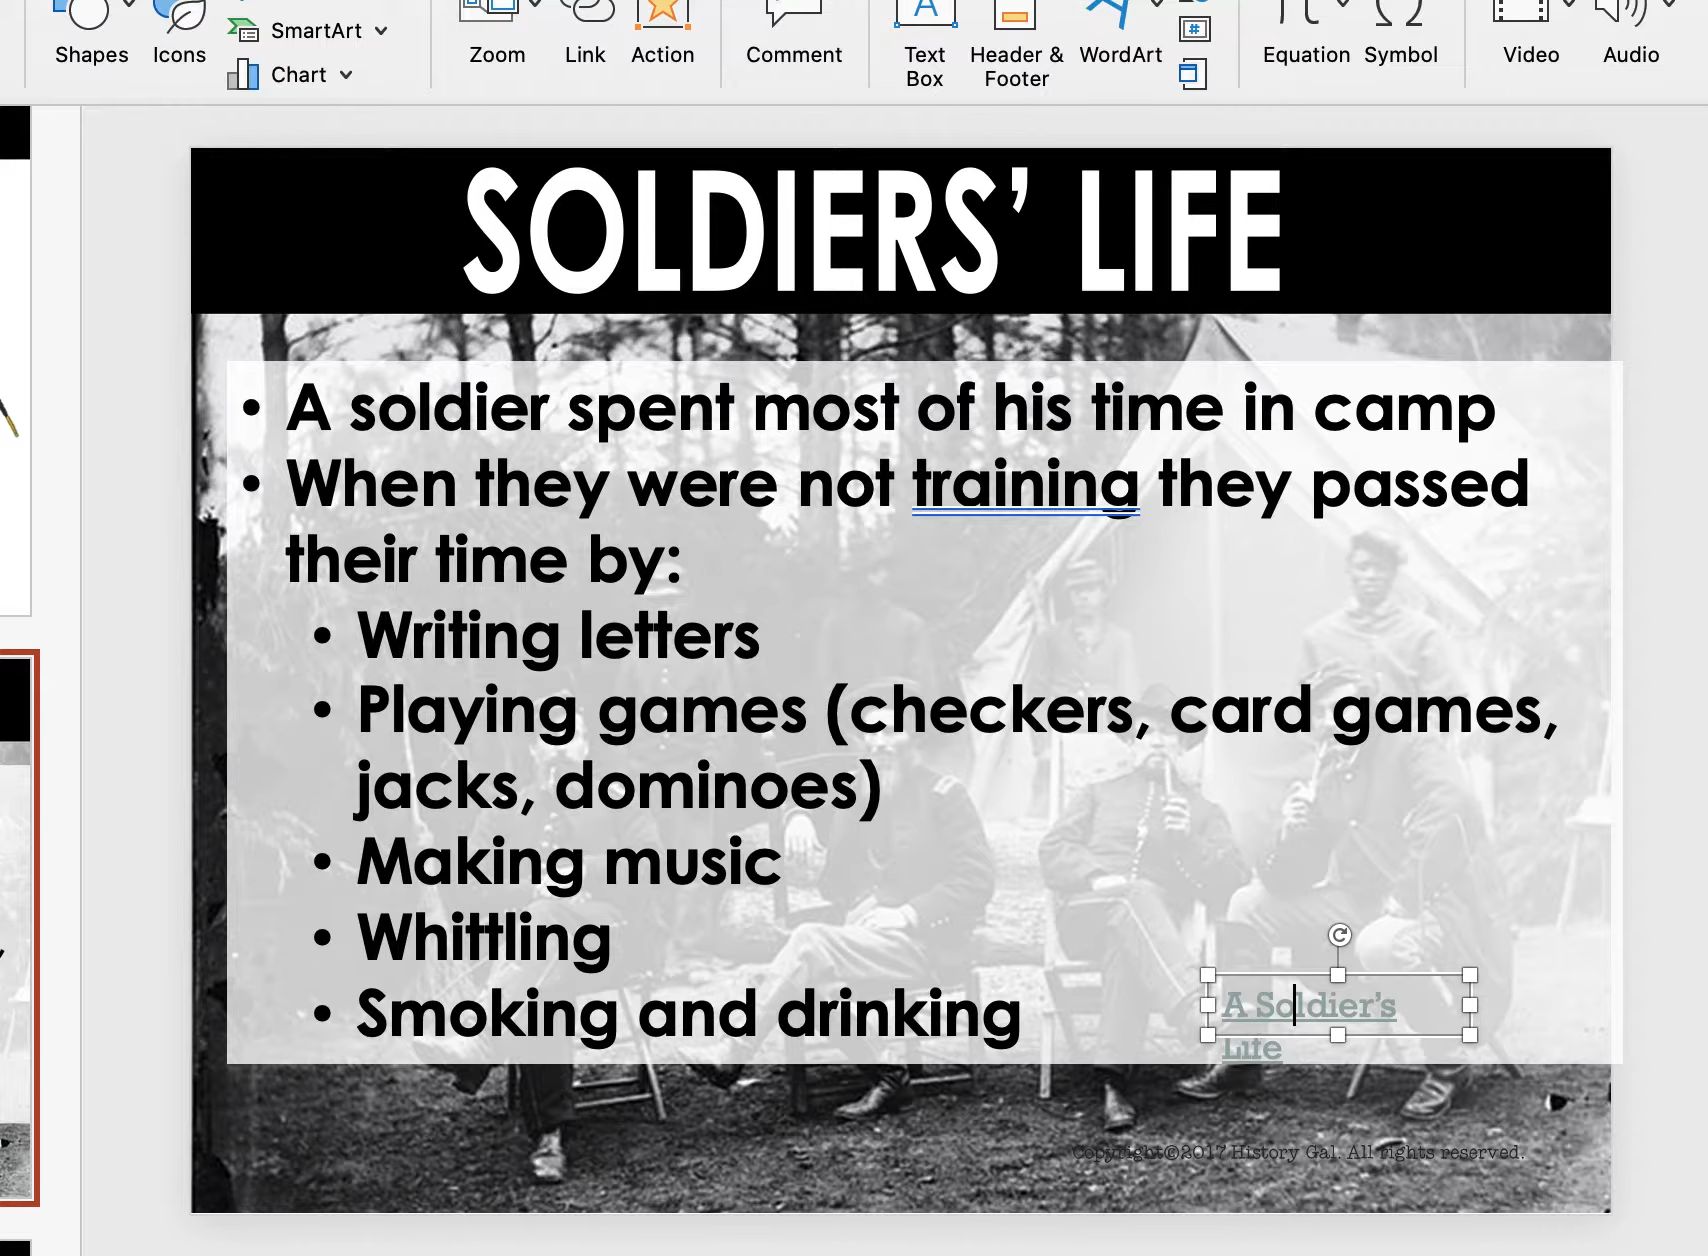 Shapes
Icons
SmartArt
Chart
Zoom
Link
Action
Comment
Text
Box
Header &
Footer
WordArt
Equation
Symbol
Video
Audio
SOLDIERS’ LIFE
• A soldier spent most of his time in camp
• When they were not training they passed
their time by:
• Writing letters
• Playing games (checkers, card games,
jacks, dominoes)
• Making music
• Whittling
• Smoking and drinking
A Soldier’s
Life
Copyright©2017 History Gal. All rights reserved.